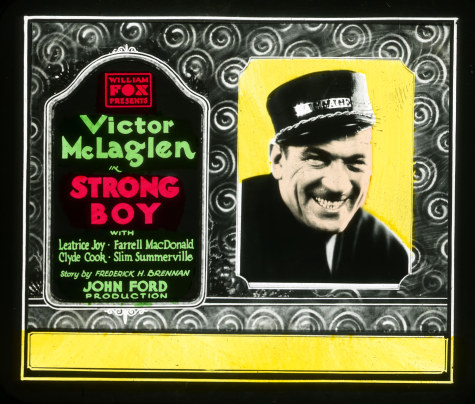 WILLIAM
FOX
PRESENTS
Victor
McLaglen
IN
STRONG
BOY
WITH
Leatrice Joy · Farrell MacDonald
Clyde Cook · Slim Summerville
Story by FREDERICK H. BRENNAN
JOHN FORD
PRODUCTION